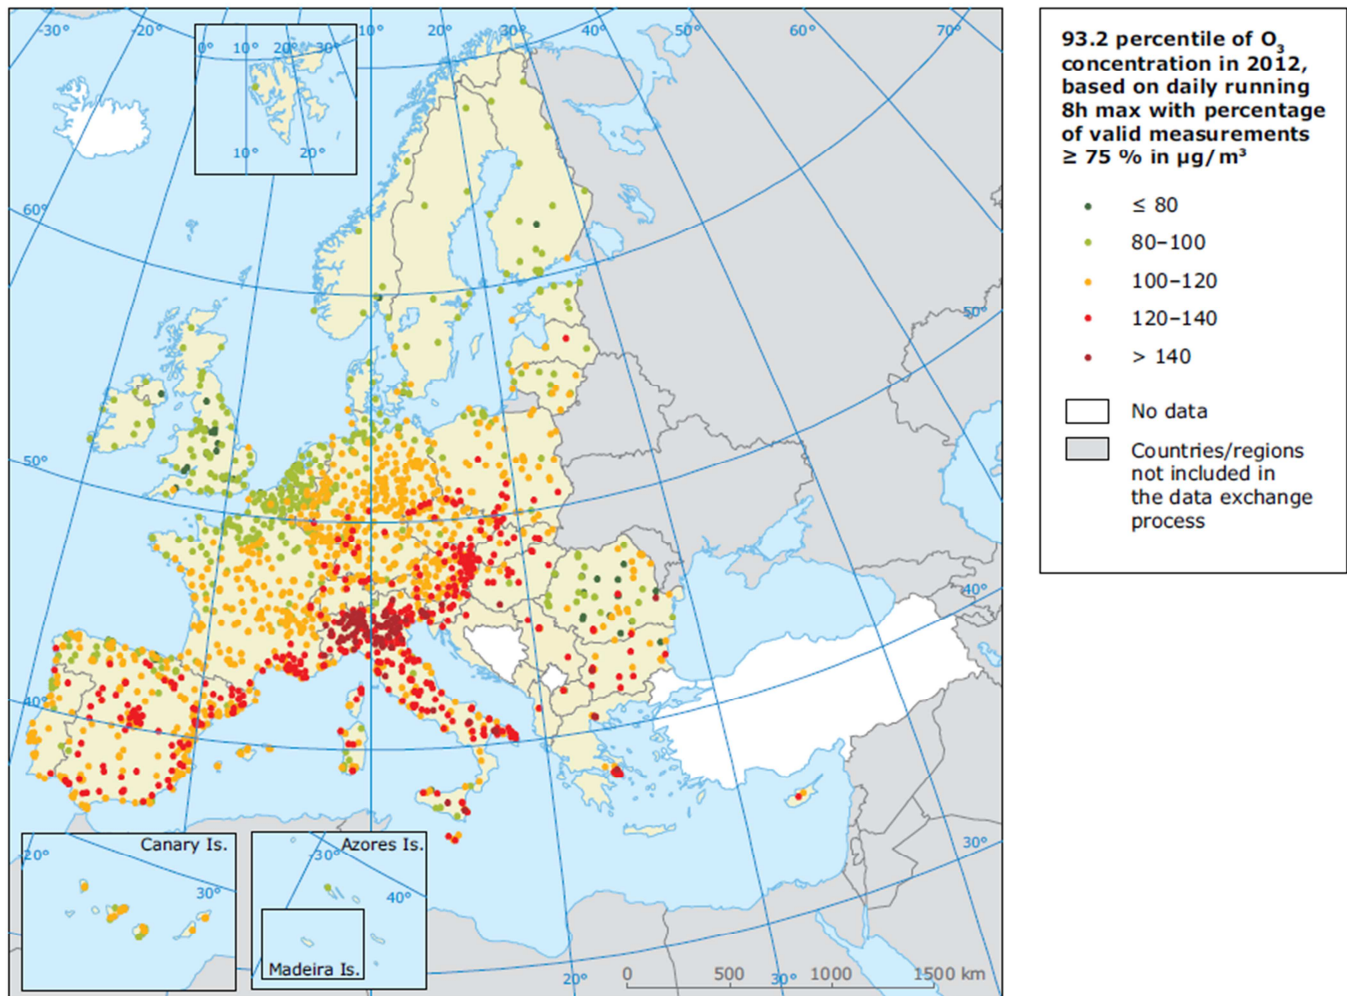 -30°
-20°
10°
20°
30°
40°
50°
70°
0°
10°
20°
30°
10°
20°
60°
50°
50°
40°
40°
30°
Canary Is.
20°
30°
-30°
Azores Is.
40°
Madeira Is.
20°
30°
0
500
1000
1500 km
93.2 percentile of O₃
concentration in 2012,
based on daily running
8h max with percentage
of valid measurements
≥ 75 % in µg/m³
≤ 80
80–100
100–120
120–140
> 140
No data
Countries/regions
not included in
the data exchange
process